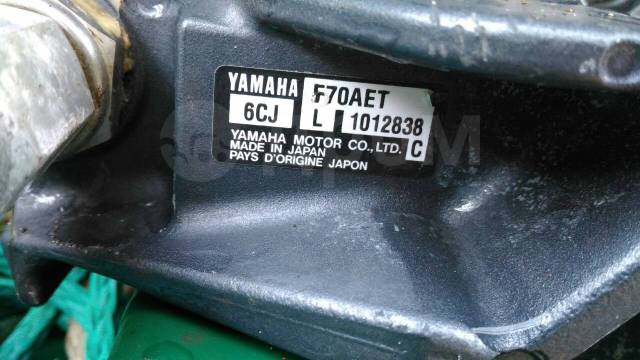 YAMAHA F70AET
6CJ L 1012838
YAMAHA MOTOR CO.,LTD. C
MADE IN JAPAN
PAYS D'ORIGINE JAPON